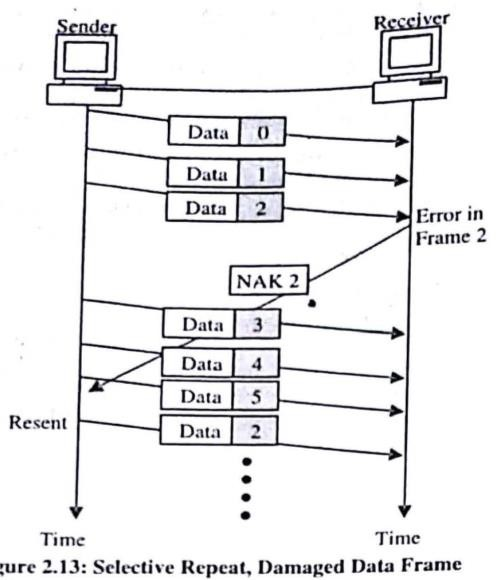 Sender
Receiver
Data 0
Data 1
Data 2
Error in
Frame 2
NAK 2
Data 3
Data 4
Data 5
Resent
Data 2
Time
Time
gure 2.13: Selective Repeat, Damaged Data Frame